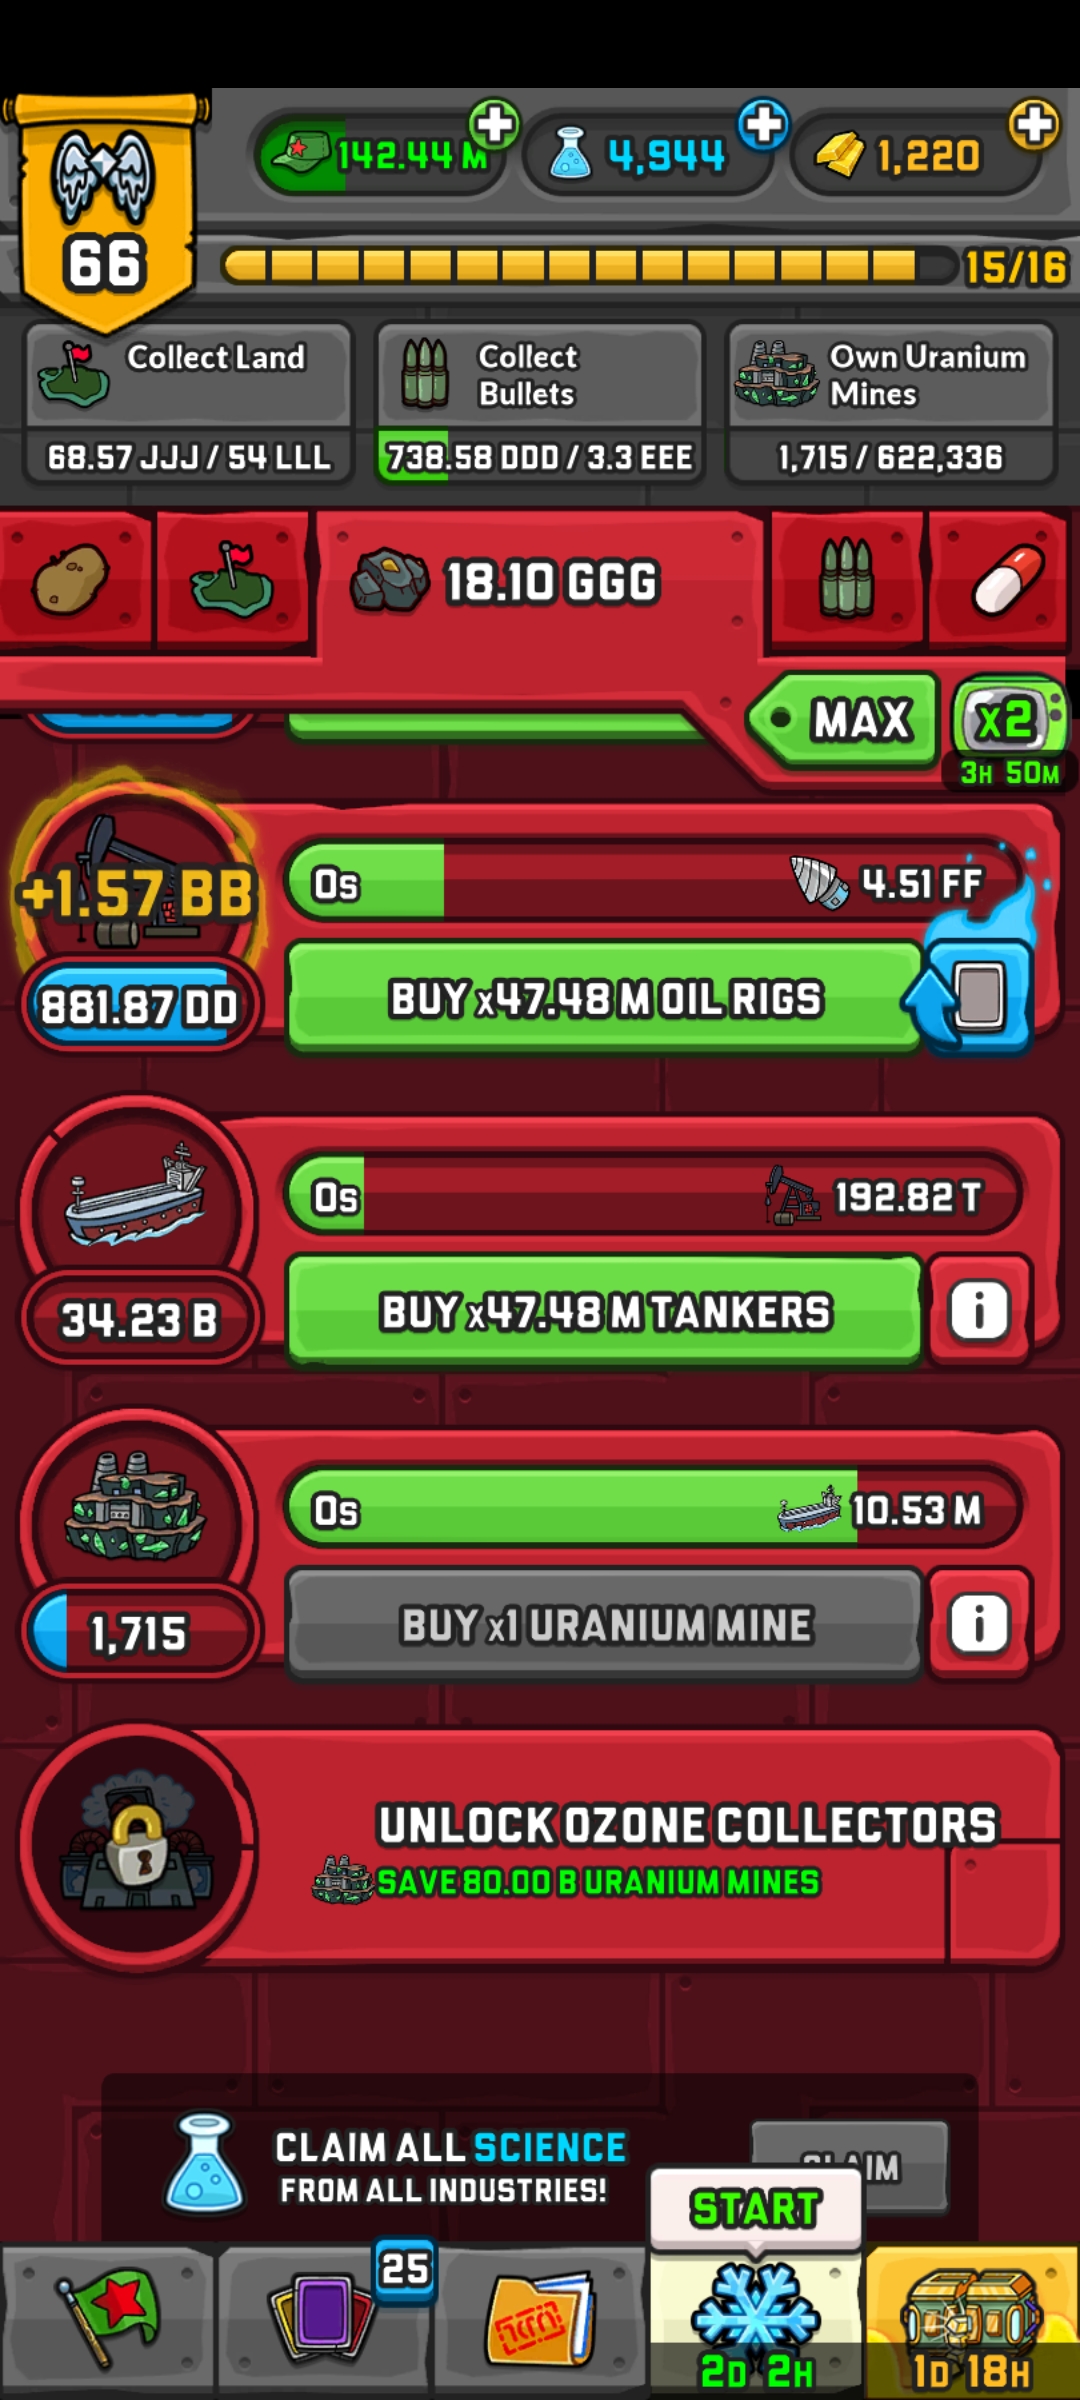 142.44 M
4,944
1,220
66
15/16
Collect Land
68.57 JJJ / 54 LLL
Collect
Bullets
738.58 DDD / 3.3 EEE
Own Uranium
Mines
1,715 / 622,336
18.10 GGG
MAX
x2
3H 50M
+1.57 BB
0s
4.51 FF
881.87 DD
BUY x47.48 M OIL RIGS
0s
192.82 T
34.23 B
BUY x47.48 M TANKERS
i
0s
10.53 M
1,715
BUY x1 URANIUM MINE
i
UNLOCK OZONE COLLECTORS
SAVE 80.00 B URANIUM MINES
CLAIM ALL SCIENCE
FROM ALL INDUSTRIES!
CLAIM
START
25
2D 2H
1D 18H